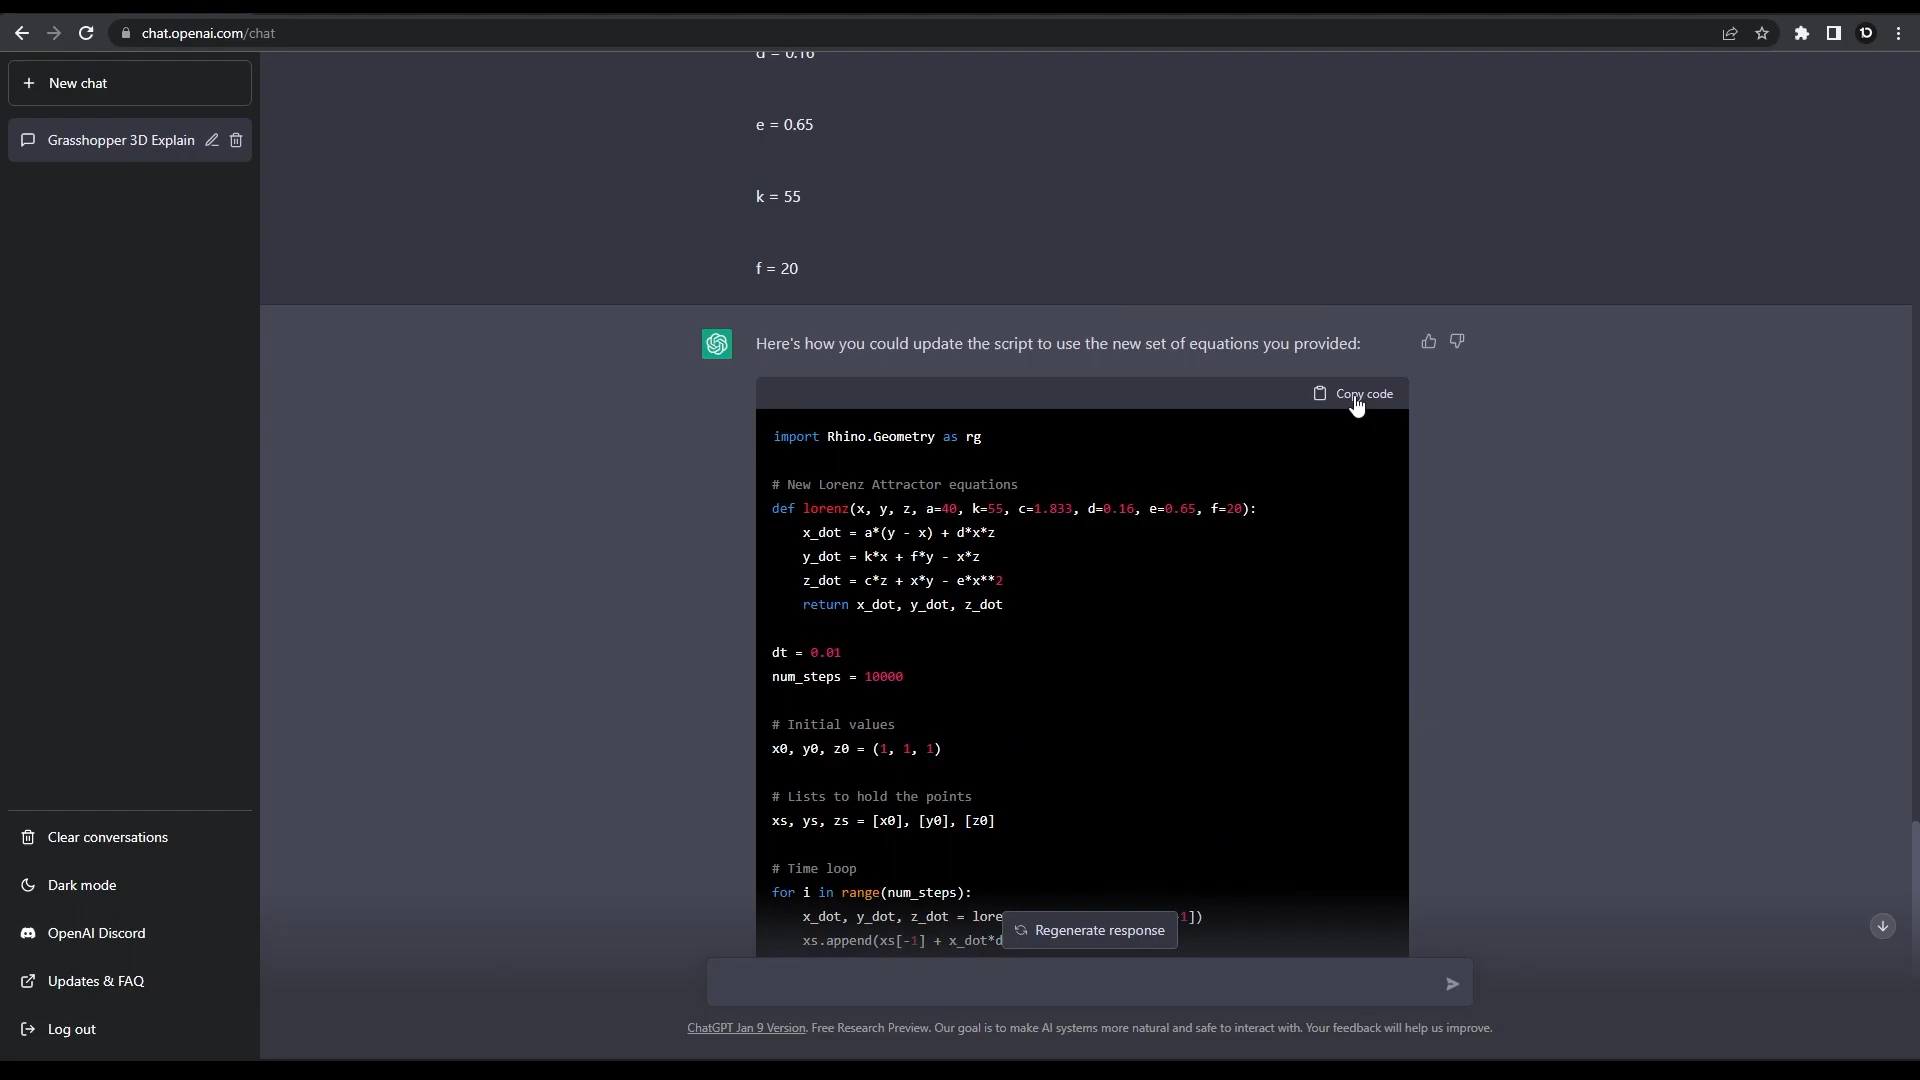 chat.openai.com/chat
New chat
Grasshopper 3D Explain
d = 0.16
e = 0.65
k = 55
f = 20
Here's how you could update the script to use the new set of equations you provided:
Copy code
import Rhino.Geometry as rg
# New Lorenz Attractor equations
def lorenz(x, y, z, a=40, k=55, c=1.833, d=0.16, e=0.65, f=20):
x_dot = a*(y - x) + d*x*z
y_dot = k*x + f*y - x*z
z_dot = c*z + x*y - e*x**2
return x_dot, y_dot, z_dot
dt = 0.01
num_steps = 10000
# Initial values
x0, y0, z0 = (1, 1, 1)
# Lists to hold the points
xs, ys, zs = [x0], [y0], [z0]
# Time loop
for i in range(num_steps):
x_dot, y_dot, z_dot = lore 1])
xs.append(xs[-1] + x_dot*d
Regenerate response
Clear conversations
Dark mode
OpenAI Discord
Updates & FAQ
Log out
ChatGPT Jan 9 Version. Free Research Preview. Our goal is to make AI systems more natural and safe to interact with. Your feedback will help us improve.